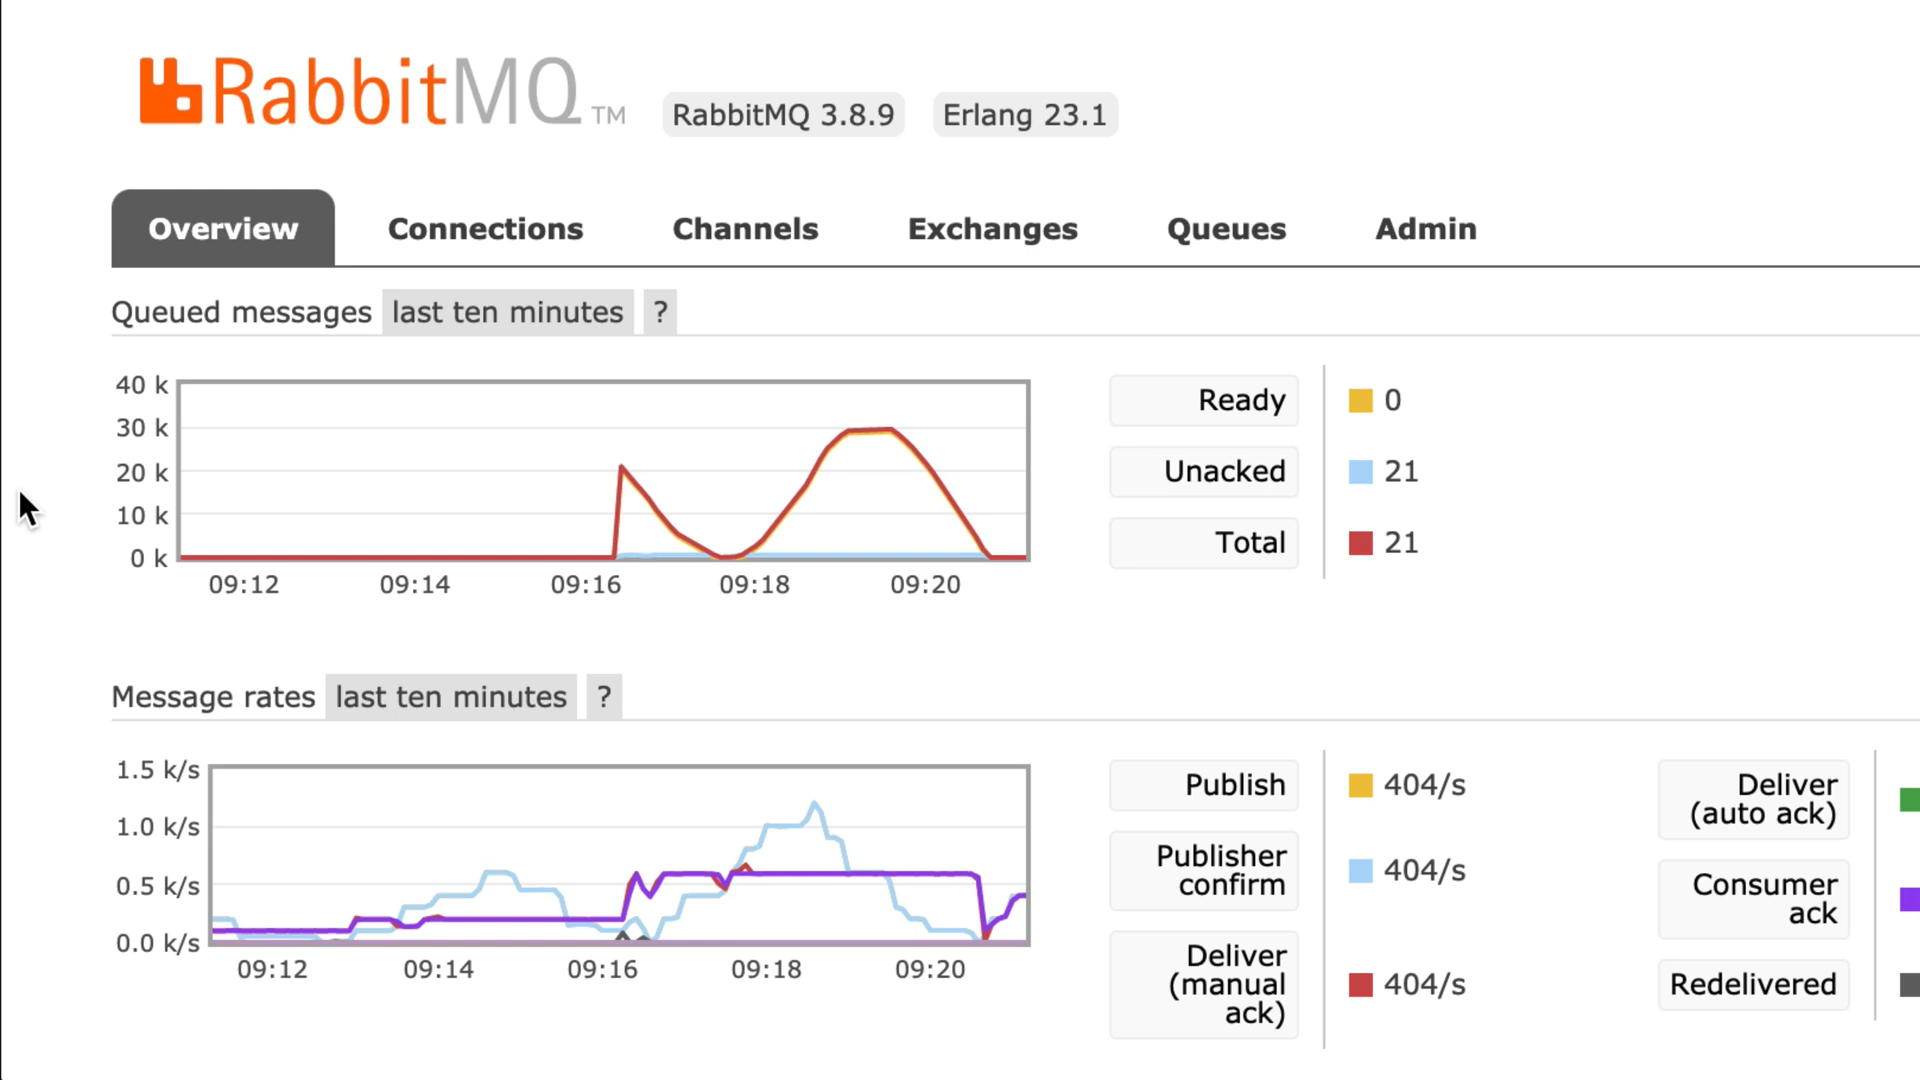 RabbitMQ TM RabbitMQ 3.8.9 Erlang 23.1
Overview Connections Channels Exchanges Queues Admin
Queued messages last ten minutes ?
40 k
30 k
20 k
10 k
0 k
09:12 09:14 09:16 09:18 09:20
Ready 0
Unacked 21
Total 21
Message rates last ten minutes ?
1.5 k/s
1.0 k/s
0.5 k/s
0.0 k/s
09:12 09:14 09:16 09:18 09:20
Publish 404/s
Publisher
confirm 404/s
Deliver
(manual
ack) 404/s
Deliver
(auto ack)
Consumer
ack
Redelivered